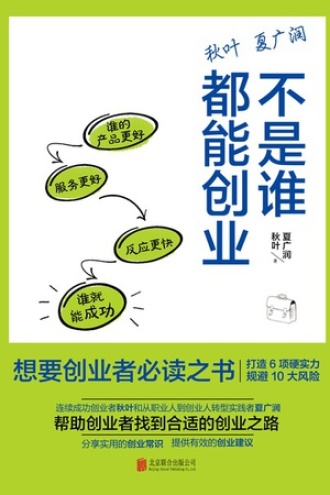 秋叶 夏广润
不是谁
都能创业
夏广润
秋叶
著
谁的
产品更好
服务更好
反应更快
谁就
能成功
想要创业者必读之书
打造6项硬实力
规避10大风险
连续成功创业者秋叶和从职业人到创业人转型实践者夏广润
帮助创业者找到合适的创业之路
分享实用的创业常识 提供有效的创业建议
北京联合出版公司